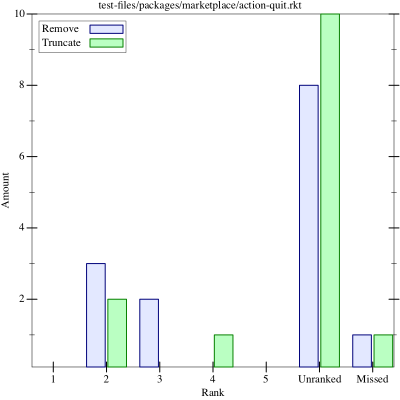 test-files/packages/marketplace/action-quit.rkt
Remove
Truncate
10
8
6
4
2
Amount
1 2 3 4 5 Unranked Missed
Rank